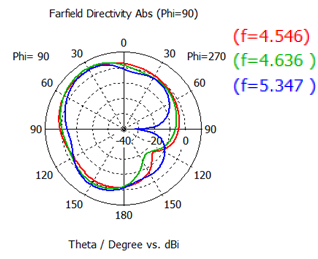 Farfield Directivity Abs (Phi=90)
0
Phi= 90 30 30 Phi=270
60 60
90 -40 -20 0 90
120 120
150 150
180
Theta / Degree vs. dBi
(f=4.546)
(f=4.636 )
(f=5.347 )